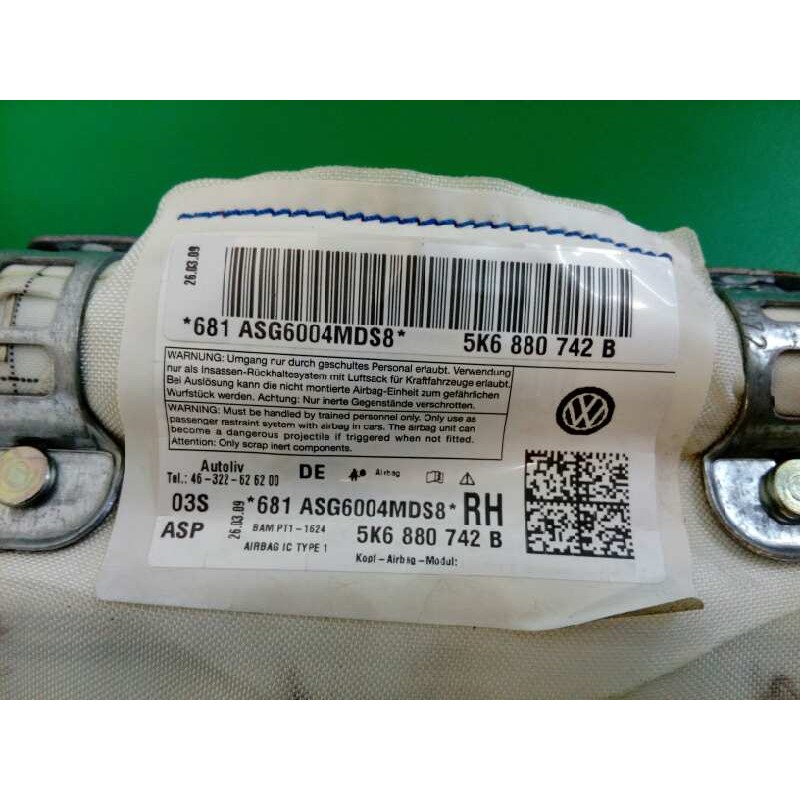 26.03.09
*681 ASG6004MDS8* 5K6 880 742 B
WARNUNG: Umgang nur durch geschultes Personal erlaubt. Verwendung
nur als Insassen-Rückhaltesystem mit Luftsack für Kraftfahrzeuge erlaubt.
Bei Auslösung kann die nicht montierte Airbag-Einheit zum gefährlichen
Wurfstück werden. Achtung: Nur inerte Gegenstände verschrotten.
WARNING: Must be handled by trained personnel only. Only use as
passenger restraint system with airbag in cars. The airbag unit can
become a dangerous projectile if triggered when not fitted.
Attention: Only scrap inert components.
Autoliv DE Airbag
Tel.: 46-322-626200
03S 26.03.09 *681 ASG6004MDS8* RH
ASP BAM PT1-1624 5K6 880 742 B
AIRBAG IC TYPE 1 Kopf-Airbag-Modul: